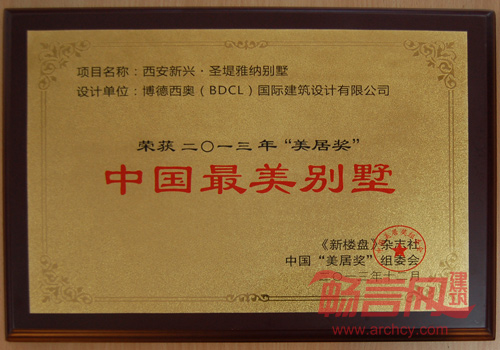 项目名称：西安新兴·圣堤雅纳别墅
设计单位：博德西奥（BDCL）国际建筑设计有限公司
荣获 二〇一三 年 “美居奖”
中国最美别墅
《新楼盘》杂志社
中国“美居奖”组委会
二〇一三年十二月
畅言网建筑
www.archcy.com